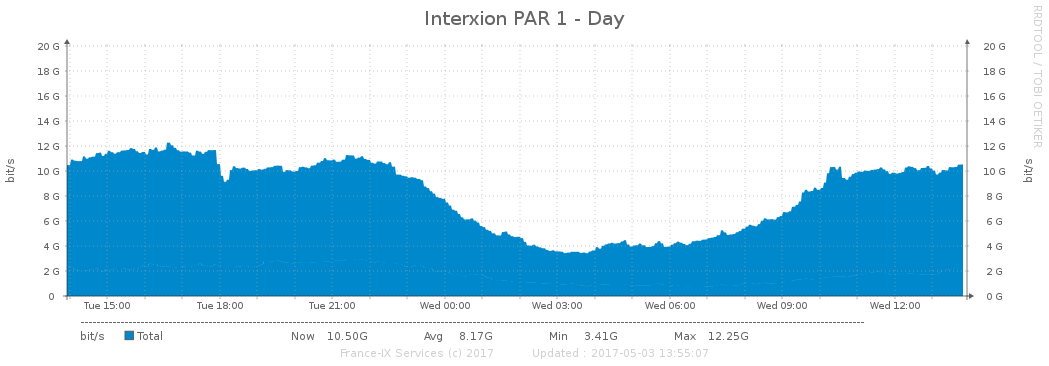 Interxion PAR 1 - Day
RRDTOOL / TOBI OETIKER
bit/s
20 G
18 G
16 G
14 G
12 G
10 G
8 G
6 G
4 G
2 G
0
20 G
18 G
16 G
14 G
12 G
10 G
8 G
6 G
4 G
2 G
0 G
bit/s
Tue 15:00 Tue 18:00 Tue 21:00 Wed 00:00 Wed 03:00 Wed 06:00 Wed 09:00 Wed 12:00
bit/s Total Now 10.50G Avg 8.17G Min 3.41G Max 12.25G
France-IX Services (c) 2017 Updated : 2017-05-03 13:55:07